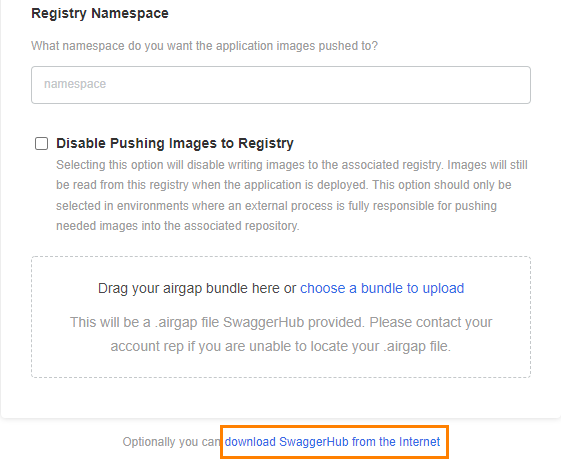 Registry Namespace
What namespace do you want the application images pushed to?
namespace
Disable Pushing Images to Registry
Selecting this option will disable writing images to the associated registry. Images will still
be read from this registry when the application is deployed. This option should only be
selected in environments where an external process is fully responsible for pushing
needed images into the associated repository.
Drag your airgap bundle here or choose a bundle to upload
This will be a .airgap file SwaggerHub provided. Please contact your
account rep if you are unable to locate your .airgap file.
Optionally you can download SwaggerHub from the Internet